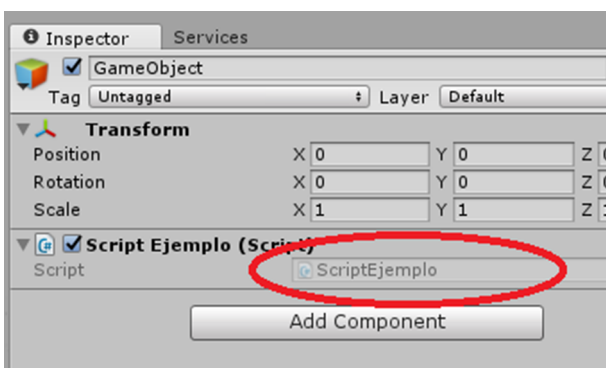 Inspector Services
GameObject
Tag Untagged Layer Default
Transform
Position X 0 Y 0 Z
Rotation X 0 Y 0 Z
Scale X 1 Y 1 Z
Script Ejemplo (Script)
Script ScriptEjemplo
Add Component